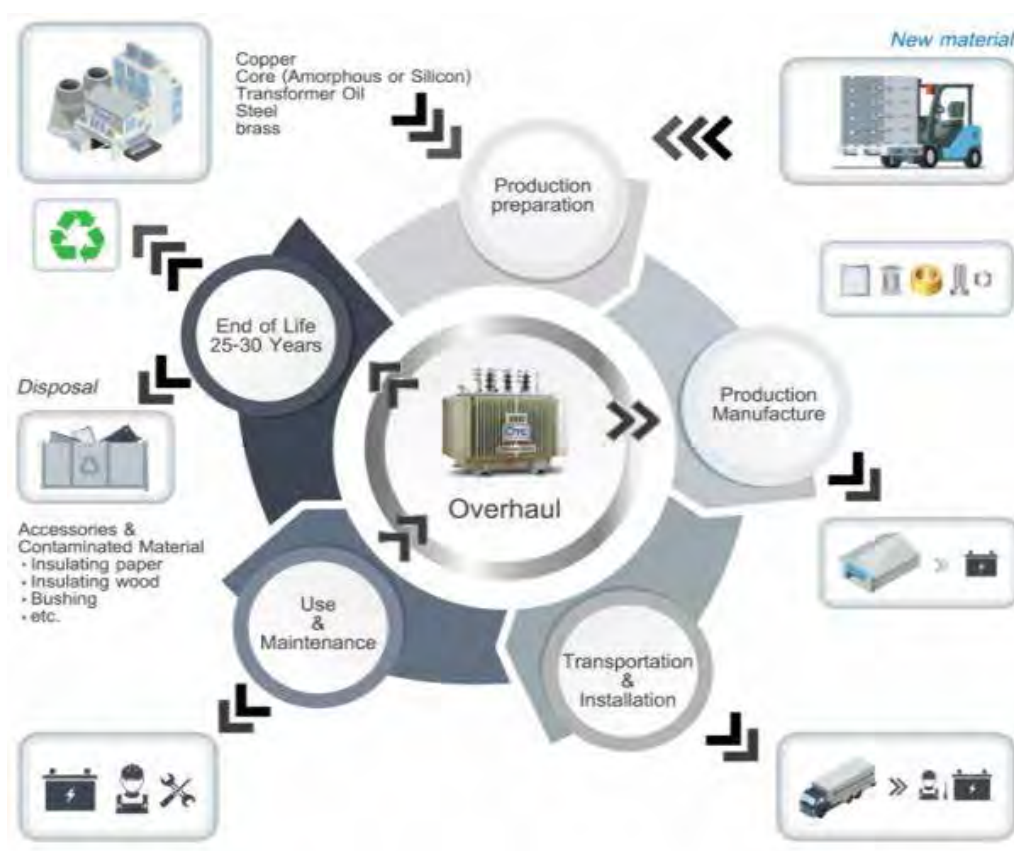 Copper
Core (Amorphous or Silicon)
Transformer Oil
Steel
brass
New material
Production
preparation
End of Life
25-30 Years
Production
Manufacture
Disposal
Overhaul
Accessories &
Contaminated Material
• Insulating paper
• Insulating wood
• Bushing
• etc.
Use
&
Maintenance
Transportation
&
Installation